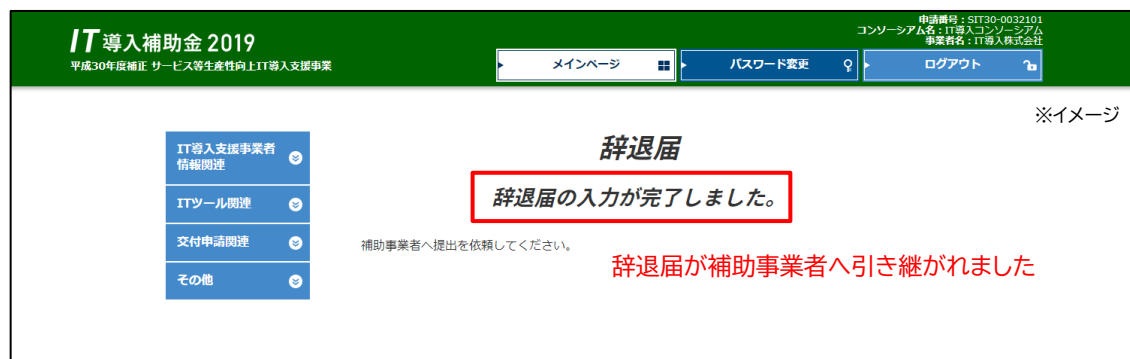 申請番号：SIT30-0032101
コンソーシアム名：IT導入コンソーシアム
事業者名：IT導入株式会社
IT導入補助金 2019
平成30年度補正 サービス等生産性向上IT導入支援事業
メインページ
パスワード変更
ログアウト
※イメージ
IT導入支援事業者
情報関連
ITツール関連
交付申請関連
その他
辞退届
辞退届の入力が完了しました。
補助事業者へ提出を依頼してください。
辞退届が補助事業者へ引き継がれました